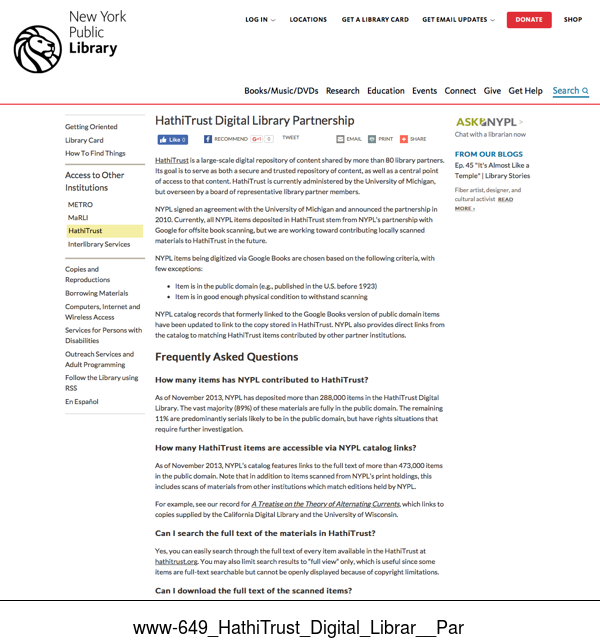 New York
Public
Library
LOG IN
LOCATIONS
GET A LIBRARY CARD
GET EMAIL UPDATES
DONATE
SHOP
Books/Music/DVDs Research Education Events Connect Give Get Help Search
Getting Oriented
Library Card
How To Find Things
Access to Other
Institutions
METRO
MaRLI
HathiTrust
Interlibrary Services
Copies and
Reproductions
Borrowing Materials
Computers, Internet and
Wireless Access
Services for Persons with
Disabilities
Outreach Services and
Adult Programming
Follow the Library using
RSS
En Español
HathiTrust Digital Library Partnership
Like 0 RECOMMEND G+1 0 TWEET EMAIL PRINT SHARE
HathiTrust is a large-scale digital repository of content shared by more than 80 library partners.
Its goal is to serve as both a secure and trusted repository of content, as well as a central point
of access to that content. HathiTrust is currently administered by the University of Michigan,
but overseen by a board of representative library partner members.
NYPL signed an agreement with the University of Michigan and announced the partnership in
2010. Currently, all NYPL items deposited in HathiTrust stem from NYPL's partnership with
Google for offsite book scanning, but we are working toward contributing locally scanned
materials to HathiTrust in the future.
NYPL items being digitized via Google Books are chosen based on the following criteria, with
few exceptions:
• Item is in the public domain (e.g., published in the U.S. before 1923)
• Item is in good enough physical condition to withstand scanning
NYPL catalog records that formerly linked to the Google Books version of public domain items
have been updated to link to the copy stored in HathiTrust. NYPL also provides direct links from
the catalog to matching HathiTrust items contributed by other partner institutions.
Frequently Asked Questions
How many items has NYPL contributed to HathiTrust?
As of November 2013, NYPL has deposited more than 288,000 items in the HathiTrust Digital
Library. The vast majority (89%) of these materials are fully in the public domain. The remaining
11% are predominantly serials likely to be in the public domain, but have rights situations that
require further investigation.
How many HathiTrust items are accessible via NYPL catalog links?
As of November 2013, NYPL's catalog features links to the full text of more than 473,000 items
in the public domain. Note that in addition to items scanned from NYPL's print holdings, this
includes scans of materials from other institutions which match editions held by NYPL.
For example, see our record for A Treatise on the Theory of Alternating Currents, which links to
copies supplied by the California Digital Library and the University of Wisconsin.
Can I search the full text of the materials in HathiTrust?
Yes, you can easily search through the full text of every item available in the HathiTrust at
hathitrust.org. You may also limit search results to "full view" only, which is useful since some
items are full-text searchable but cannot be openly displayed because of copyright limitations.
Can I download the full text of the scanned items?
ASK NYPL >
Chat with a librarian now
FROM OUR BLOGS
Ep. 45 "It's Almost Like a
Temple" | Library Stories
Fiber artist, designer, and
cultural activist READ
MORE ›
www-649_HathiTrust_Digital_Librar__Par